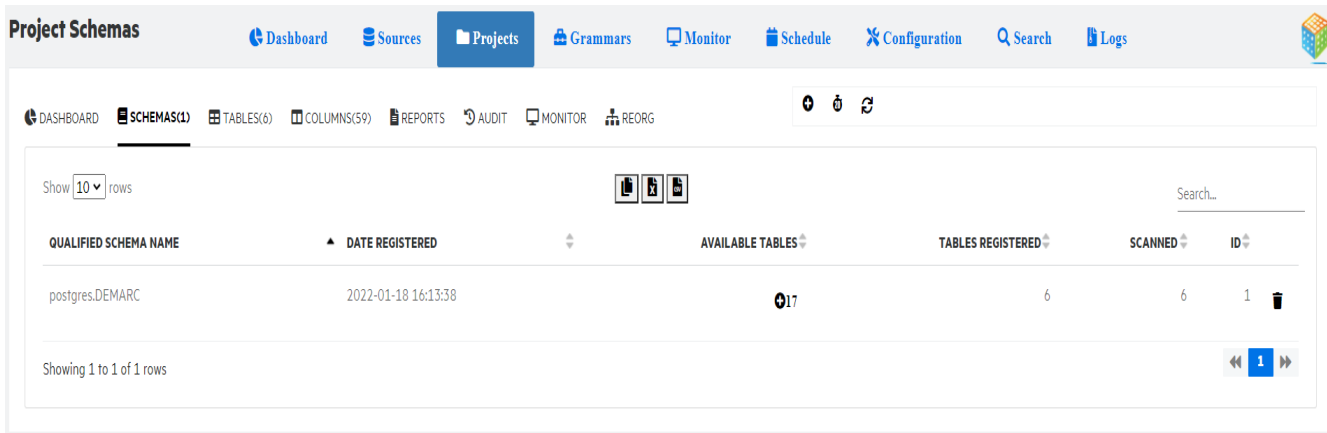 Project Schemas
Dashboard Sources Projects Grammars Monitor Schedule Configuration Search Logs
DASHBOARD SCHEMAS(1) TABLES(6) COLUMNS(59) REPORTS AUDIT MONITOR REORG
Show 10 rows
Search...
QUALIFIED SCHEMA NAME DATE REGISTERED AVAILABLE TABLES TABLES REGISTERED SCANNED ID
postgres.DEMARC 2022-01-18 16:13:38 17 6 6 1
Showing 1 to 1 of 1 rows
1